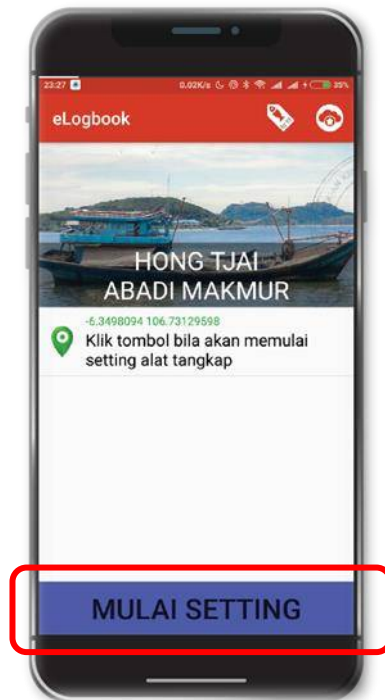 23:27 0,02K/s 35%
eLogbook
HONG TJAI
ABADI MAKMUR
-6.3498094 106.73129598
Klik tombol bila akan memulai
setting alat tangkap
MULAI SETTING